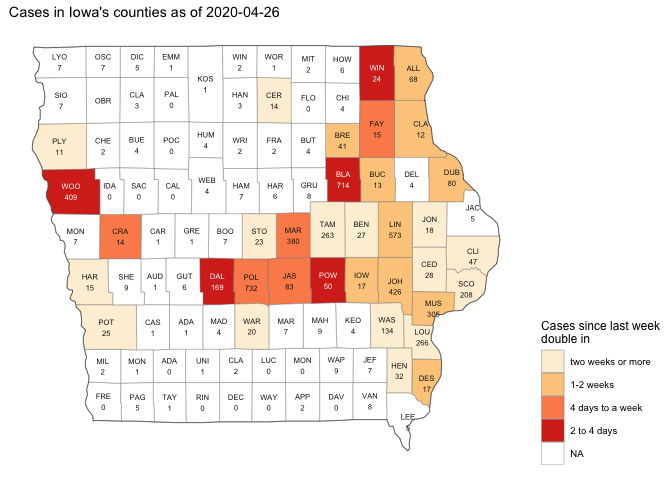 Cases in Iowa's counties as of 2020-04-26
LYO OSC DIC EMM WIN WOR MIT HOW WIN ALL
7 7 5 1 2 1 2 6 24 68
KOS
1
SIO OBR CLA PAL HAN CER FLO CHI
7 3 0 3 14 0 4
FAY CLA
15 12
PLY CHE BUE POC HUM WRI FRA BUT BRE
11 2 4 0 4 2 2 4 41
WOO IDA SAC CAL WEB HAM HAR GRU BLA BUC DEL DUB
409 0 0 0 4 7 6 8 714 13 4 80
JAC
5
MON CRA CAR GRE BOO STO MAR TAM BEN LIN JON
7 14 1 1 7 23 380 263 27 573 18
CLI
47
HAR SHE AUD GUT DAL POL JAS POW IOW JOH CED SCO
15 9 1 6 169 732 83 50 17 426 28 208
MUS
305
POT CAS ADA MAD WAR MAR MAH KEO WAS LOU
25 1 1 4 20 7 9 4 134 266
MIL MON ADA UNI CLA LUC MON WAP JEF HEN DES
2 1 0 1 2 0 0 9 7 32 17
FRE PAG TAY RIN DEC WAY APP DAV VAN
0 5 1 0 0 0 2 0 8
LEE
5
Cases since last week
double in
two weeks or more
1-2 weeks
4 days to a week
2 to 4 days
NA